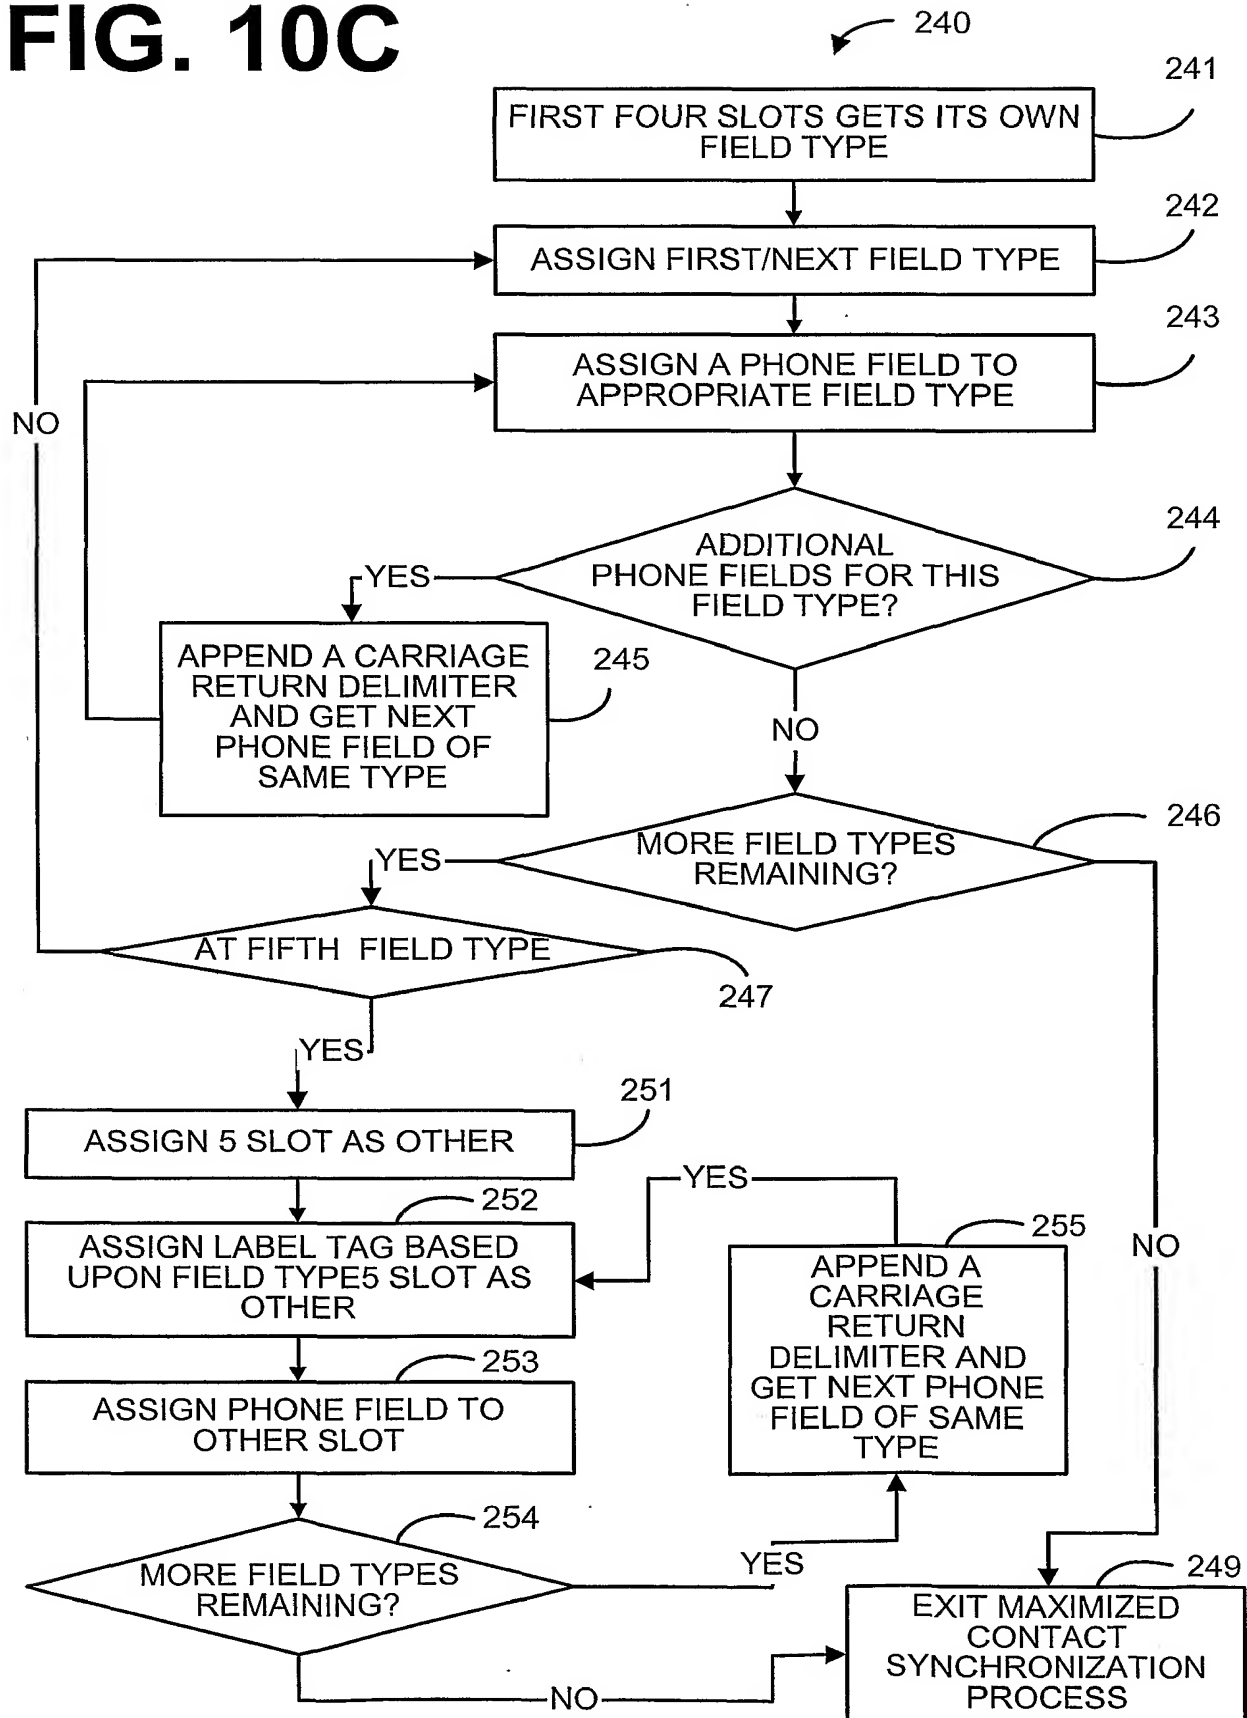 FIG. 10C
240
241
FIRST FOUR SLOTS GETS ITS OWN
FIELD TYPE
242
ASSIGN FIRST/NEXT FIELD TYPE
243
ASSIGN A PHONE FIELD TO
APPROPRIATE FIELD TYPE
NO
244
ADDITIONAL
PHONE FIELDS FOR THIS
FIELD TYPE?
YES
245
APPEND A CARRIAGE
RETURN DELIMITER
AND GET NEXT
PHONE FIELD OF
SAME TYPE
NO
246
MORE FIELD TYPES
REMAINING?
YES
AT FIFTH FIELD TYPE
247
YES
251
ASSIGN 5 SLOT AS OTHER
YES
252
ASSIGN LABEL TAG BASED
UPON FIELD TYPE5 SLOT AS
OTHER
255
APPEND A
CARRIAGE
RETURN
DELIMITER AND
GET NEXT PHONE
FIELD OF SAME
TYPE
NO
253
ASSIGN PHONE FIELD TO
OTHER SLOT
254
MORE FIELD TYPES
REMAINING?
YES
NO
249
EXIT MAXIMIZED
CONTACT
SYNCHRONIZATION
PROCESS